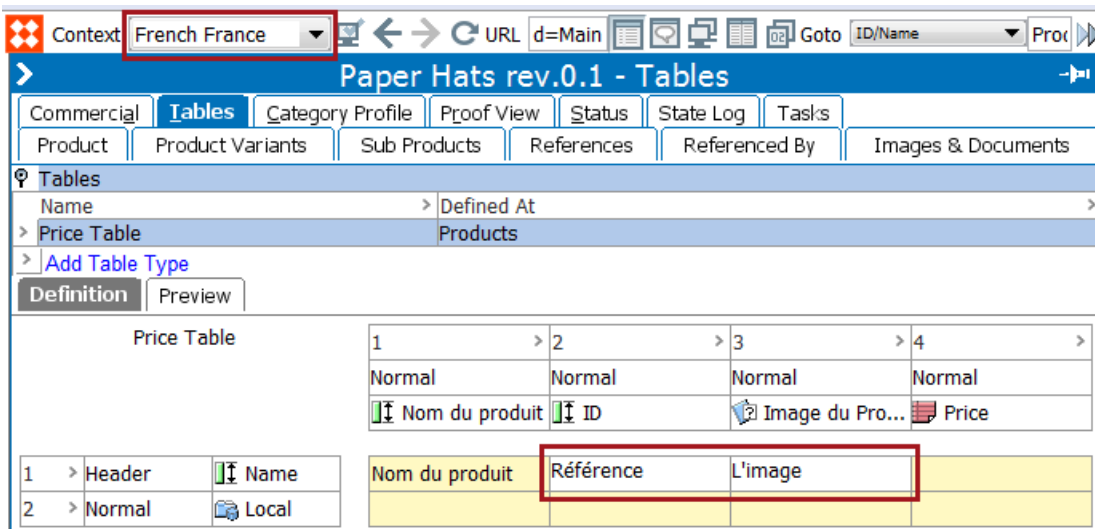 Context French France URL d=Main Goto ID/Name Proc
Paper Hats rev.0.1 - Tables
Commercial Tables Category Profile Proof View Status State Log Tasks
Product Product Variants Sub Products References Referenced By Images & Documents
Tables
Name > Defined At >
> Price Table Products
> Add Table Type
Definition Preview
Price Table 1 > 2 > 3 > 4 >
Normal Normal Normal Normal
Nom du produit ID Image du Pro... Price
1 > Header Name Nom du produit Référence L'image
2 > Normal Local